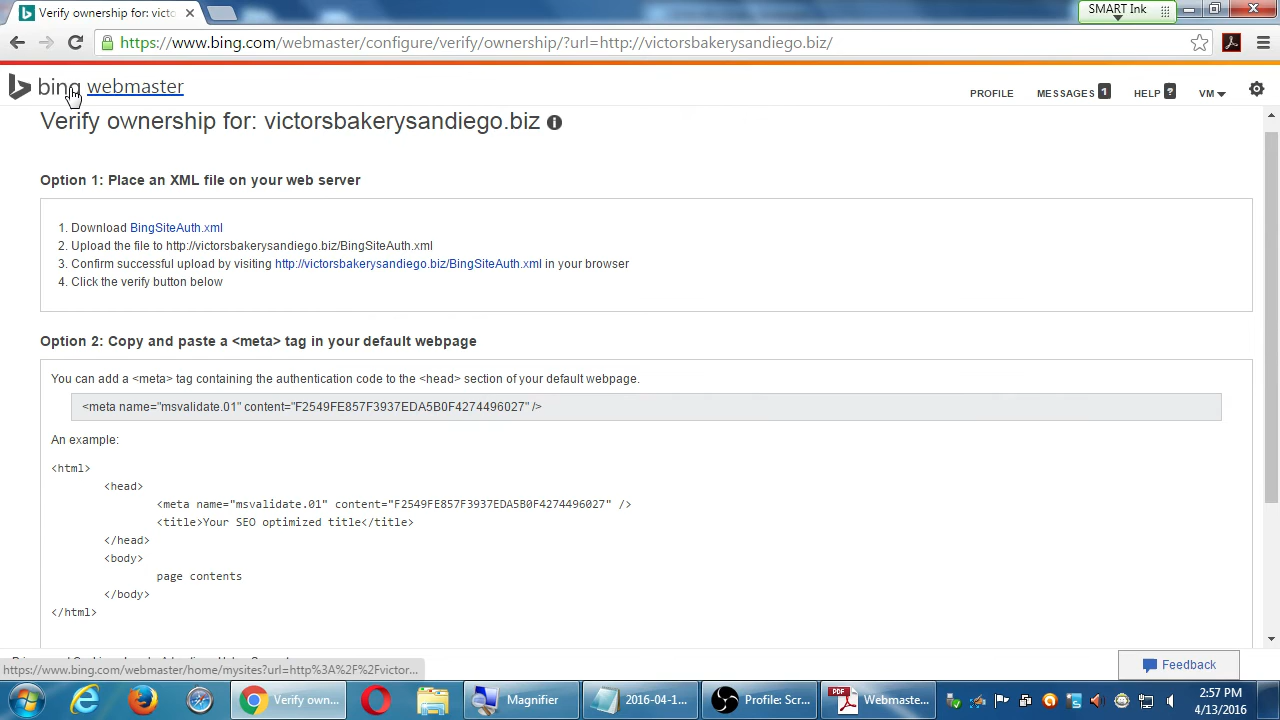 Verify ownership for: victo
SMART Ink
https://www.bing.com/webmaster/configure/verify/ownership/?url=http://victorsbakerysandiego.biz/
bing webmaster
PROFILE
MESSAGES 1
HELP ?
VM
Verify ownership for: victorsbakerysandiego.biz
Option 1: Place an XML file on your web server
1. Download BingSiteAuth.xml
2. Upload the file to http://victorsbakerysandiego.biz/BingSiteAuth.xml
3. Confirm successful upload by visiting http://victorsbakerysandiego.biz/BingSiteAuth.xml in your browser
4. Click the verify button below
Option 2: Copy and paste a <meta> tag in your default webpage
You can add a <meta> tag containing the authentication code to the <head> section of your default webpage.
<meta name="msvalidate.01" content="F2549FE857F3937EDA5B0F4274496027" />
An example:
<html>
<head>
<meta name="msvalidate.01" content="F2549FE857F3937EDA5B0F4274496027" />
<title>Your SEO optimized title</title>
</head>
<body>
page contents
</body>
</html>
https://www.bing.com/webmaster/home/mysites?url=http%3A%2F%2Fvictor...
Feedback
Verify own...
Magnifier
2016-04-1...
Profile: Scr...
PDF
Webmaste...
2:57 PM
4/13/2016